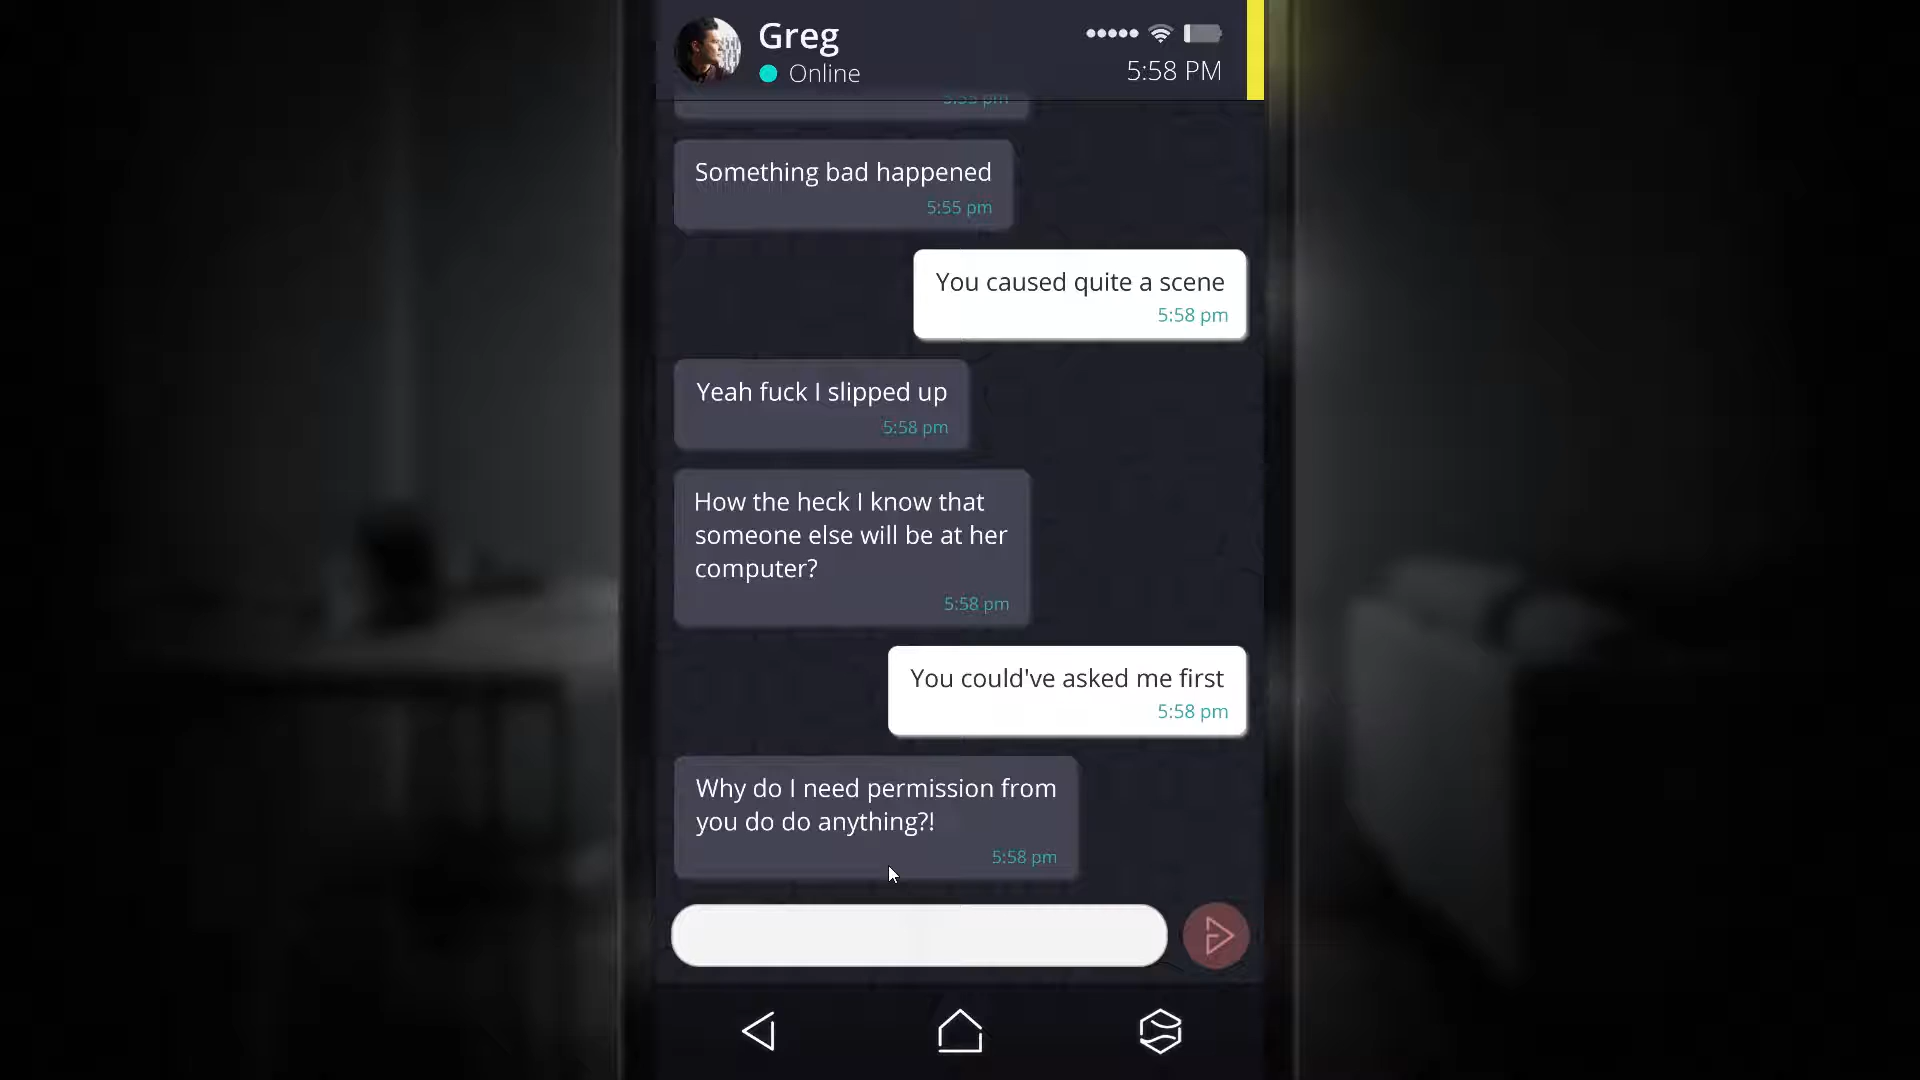 Greg
Online
5:58 PM
5:55 pm
Something bad happened
5:55 pm
You caused quite a scene
5:58 pm
Yeah fuck I slipped up
5:58 pm
How the heck I know that
someone else will be at her
computer?
5:58 pm
You could've asked me first
5:58 pm
Why do I need permission from
you do do anything?!
5:58 pm